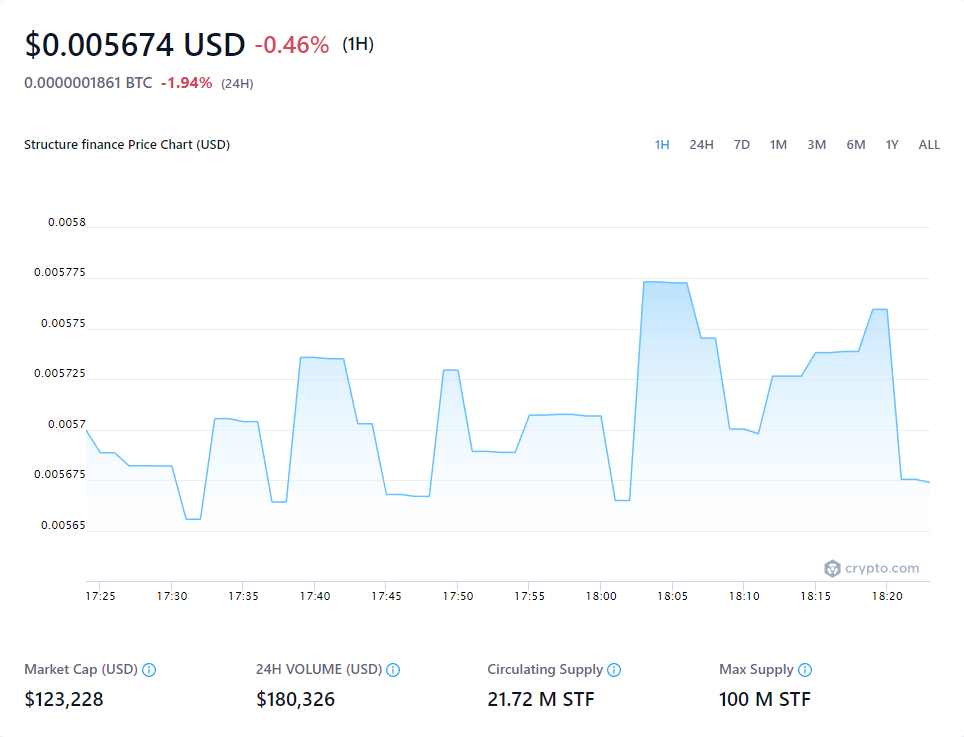 $0.005674 USD -0.46% (1H)
0.0000001861 BTC -1.94% (24H)
Structure finance Price Chart (USD)
1H 24H 7D 1M 3M 6M 1Y ALL
0.0058
0.005775
0.00575
0.005725
0.0057
0.005675
0.00565
crypto.com
17:25 17:30 17:35 17:40 17:45 17:50 17:55 18:00 18:05 18:10 18:15 18:20
Market Cap (USD) 24H VOLUME (USD) Circulating Supply Max Supply
$123,228 $180,326 21.72 M STF 100 M STF